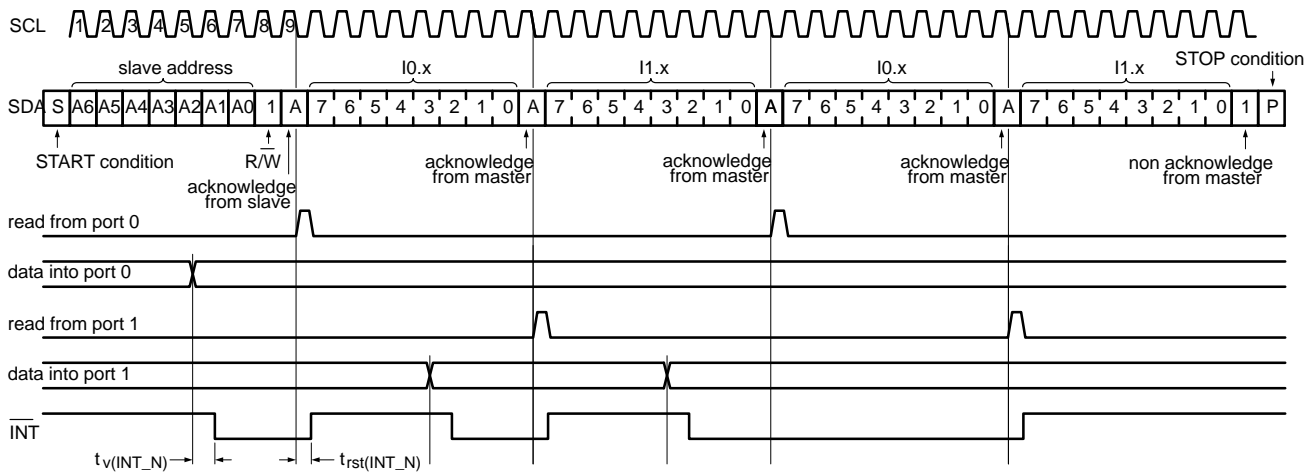 SCL 1 2 3 4 5 6 7 8 9
STOP condition
slave address I0.x I1.x I0.x I1.x
SDA S A6 A5 A4 A3 A2 A1 A0 1 A 7 6 5 4 3 2 1 0 A 7 6 5 4 3 2 1 0 A 7 6 5 4 3 2 1 0 A 7 6 5 4 3 2 1 0 1 P
START condition R/W̅ acknowledge acknowledge acknowledge non acknowledge
from master from master from master from master
acknowledge
from slave
read from port 0
data into port 0
read from port 1
data into port 1
I̅N̅T̅
tv(INT_N) trst(INT_N)